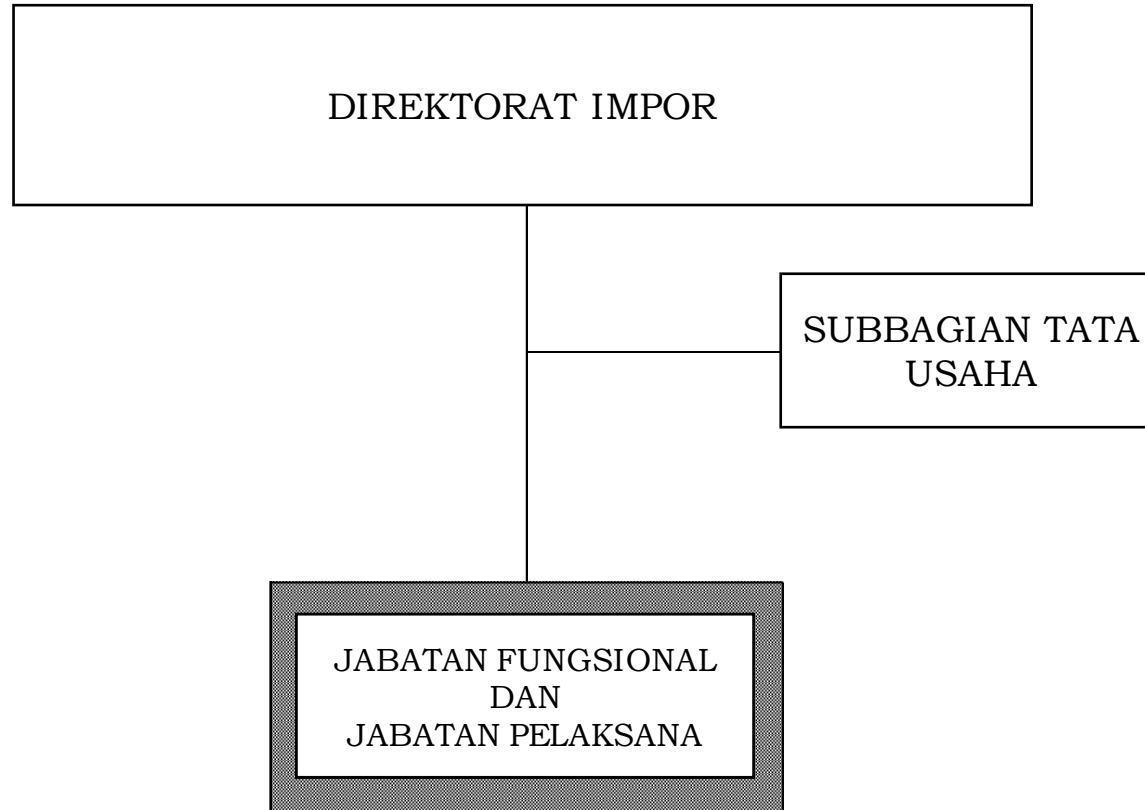 DIREKTORAT IMPOR
SUBBAGIAN TATA
USAHA
JABATAN FUNGSIONAL
DAN
JABATAN PELAKSANA